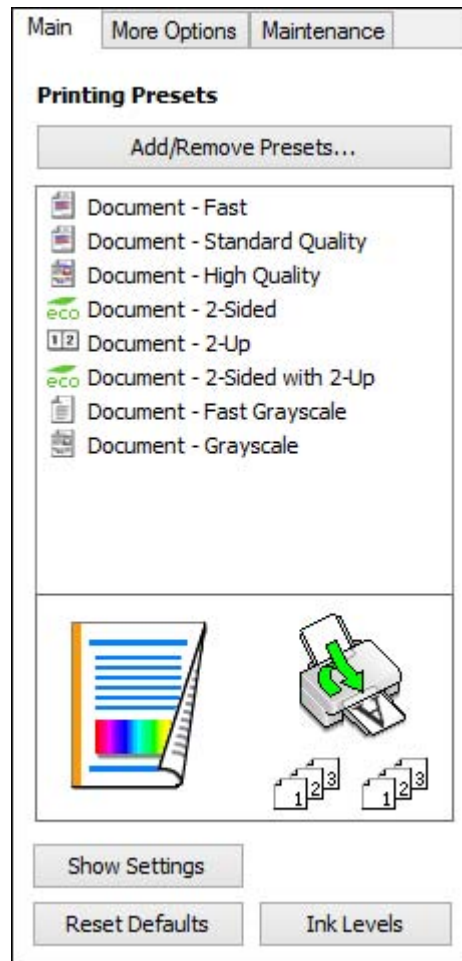 Main More Options Maintenance
Printing Presets
Add/Remove Presets...
Document - Fast
Document - Standard Quality
Document - High Quality
eco Document - 2-Sided
1 2 Document - 2-Up
eco Document - 2-Sided with 2-Up
Document - Fast Grayscale
Document - Grayscale
A
1 2 3 1 2 3
Show Settings
Reset Defaults Ink Levels